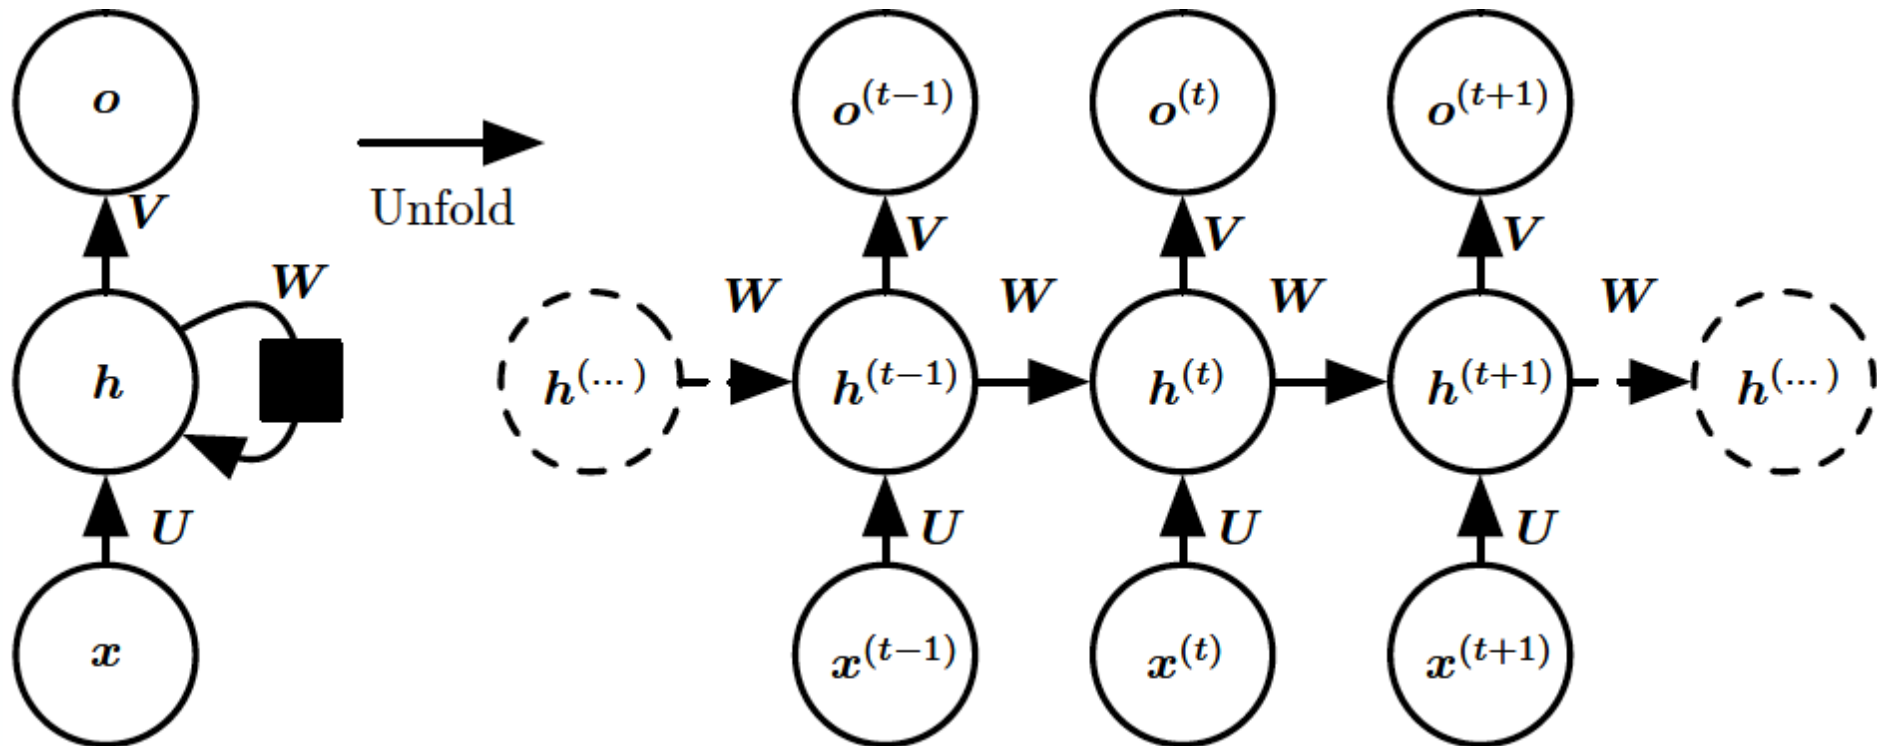 o o^(t−1) o^(t) o^(t+1)
Unfold
V V V V
W W W W W
h h^(...) h^(t−1) h^(t) h^(t+1) h^(...)
U U U U
x x^(t−1) x^(t) x^(t+1)